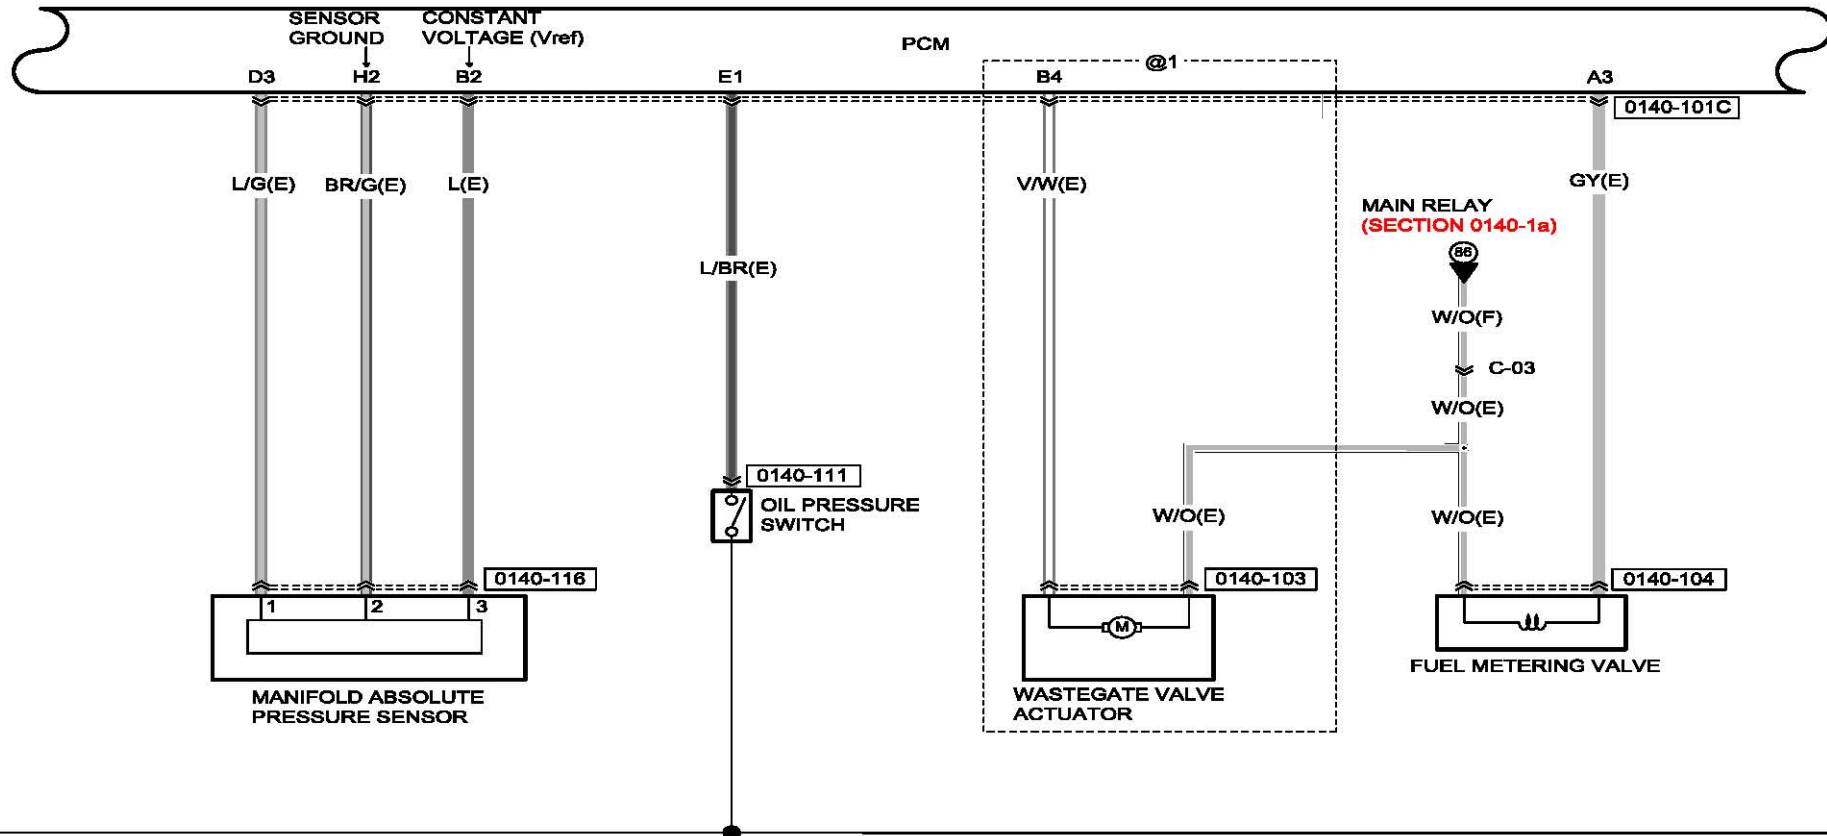 SENSOR
GROUND
CONSTANT
VOLTAGE (Vref)
PCM
@1
D3
H2
B2
E1
B4
A3
0140-101C
L/G(E)
BR/G(E)
L(E)
V/W(E)
GY(E)
MAIN RELAY
(SECTION 0140-1a)
86
L/BR(E)
W/O(F)
C-03
W/O(E)
0140-111
OIL PRESSURE
SWITCH
W/O(E)
W/O(E)
0140-116
0140-103
0140-104
1
2
3
M
MANIFOLD ABSOLUTE
PRESSURE SENSOR
WASTEGATE VALVE
ACTUATOR
FUEL METERING VALVE